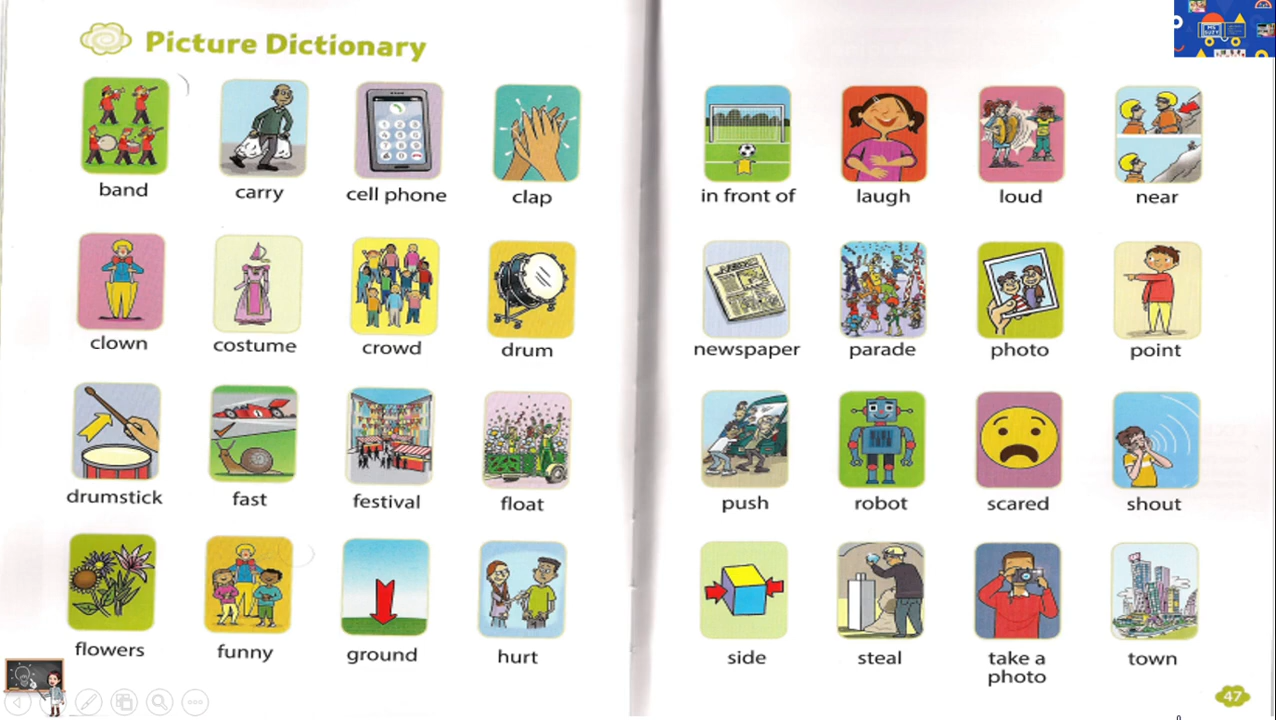 Picture Dictionary
band
carry
cell phone
clap
clown
costume
crowd
drum
drumstick
fast
festival
float
flowers
funny
ground
hurt
in front of
laugh
loud
near
newspaper
parade
photo
point
push
robot
scared
shout
side
steal
take a
photo
town
47